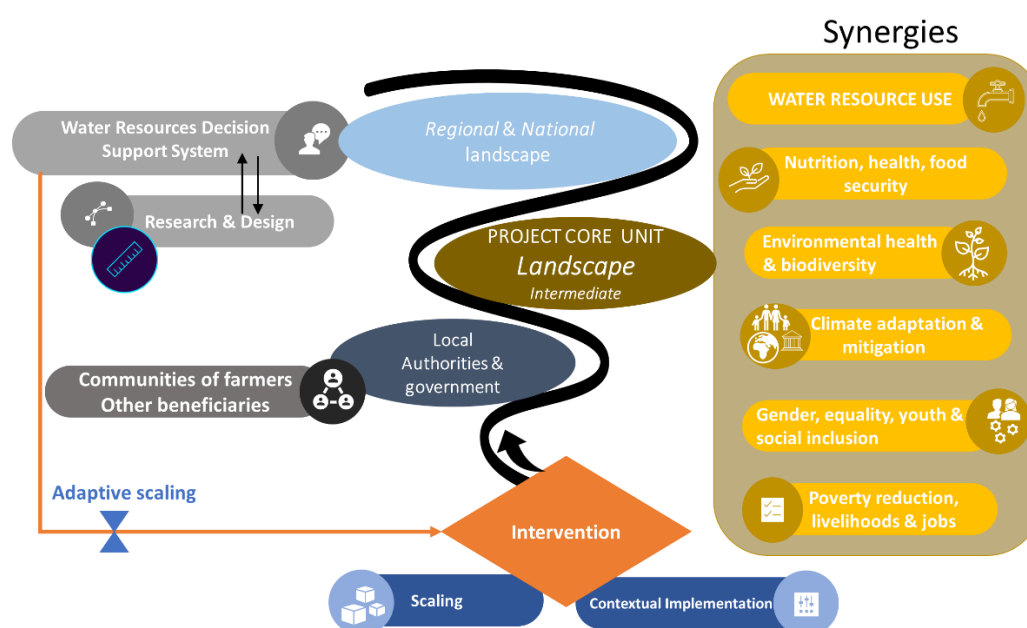 Synergies
Water Resources Decision
Support System
Research & Design
Regional & National
landscape
PROJECT CORE UNIT
Landscape
Intermediate
Local
Authorities &
government
Communities of farmers
Other beneficiaries
Adaptive scaling
Intervention
Scaling
Contextual Implementation
WATER RESOURCE USE
Nutrition, health, food
security
Environmental health
& biodiversity
Climate adaptation &
mitigation
Gender, equality, youth &
social inclusion
Poverty reduction,
livelihoods & jobs